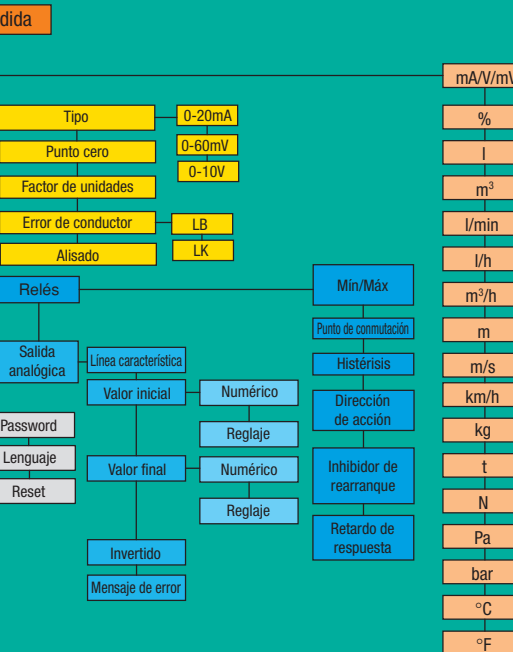 dida
Tipo
Punto cero
Factor de unidades
Error de conductor
Alisado
0-20mA
0-60mV
0-10V
LB
LK
Relés
Salida
analógica
Password
Lenguaje
Reset
Línea característica
Valor inicial
Valor final
Invertido
Mensaje de error
Numérico
Reglaje
Numérico
Reglaje
Mín/Máx
Punto de conmutación
Histérisis
Dirección
de acción
Inhibidor de
rearranque
Retardo de
respuesta
mA/V/mV
%
l
m³
l/min
l/h
m³/h
m
m/s
km/h
kg
t
N
Pa
bar
°C
°F